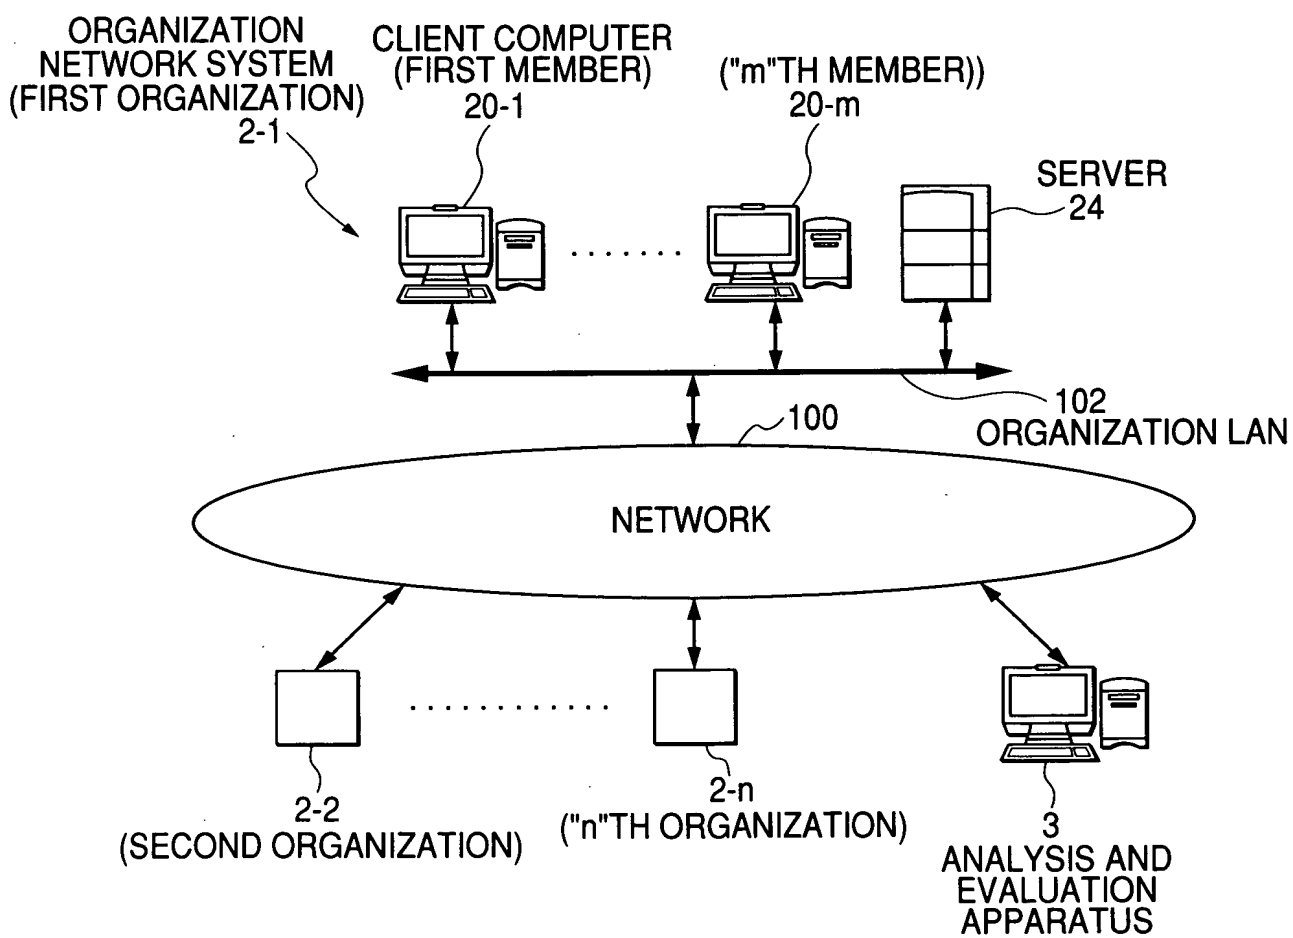 ORGANIZATION
NETWORK SYSTEM
(FIRST ORGANIZATION)
2-1
CLIENT COMPUTER
(FIRST MEMBER)
20-1
("m"TH MEMBER))
20-m
SERVER
24
102
ORGANIZATION LAN
100
NETWORK
2-2
(SECOND ORGANIZATION)
2-n
("n"TH ORGANIZATION)
3
ANALYSIS AND
EVALUATION
APPARATUS